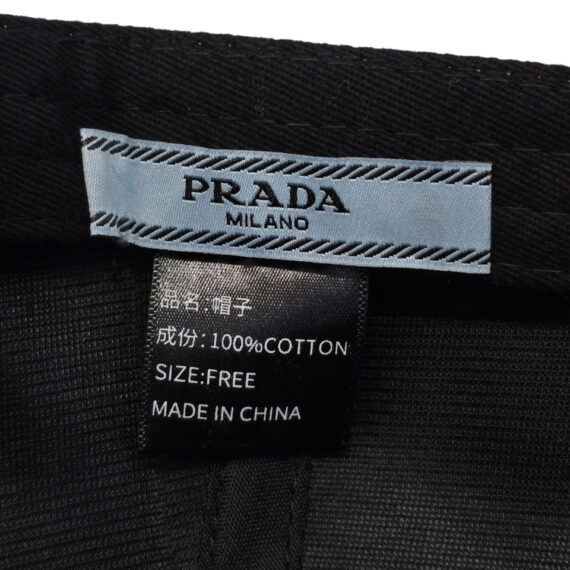 PRADA
MILANO
品名:帽子
成份: 100%COTTON
SIZE:FREE
MADE IN CHINA